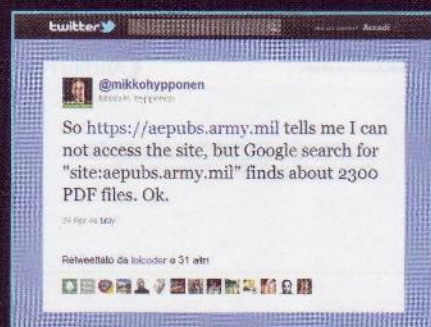 twitter
Accedi
@mikkohypponen
So https://aepubs.army.mil tells me I can
not access the site, but Google search for
"site:aepubs.army.mil" finds about 2300
PDF files. Ok.
Retweettato da lolcoder e 31 altri